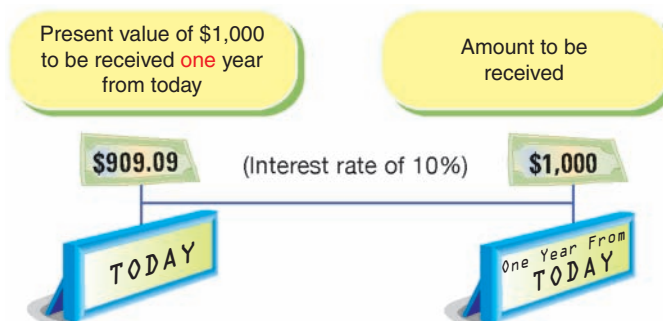 Present value of $1,000
to be received one year
from today
Amount to be
received
$909.09
(Interest rate of 10%)
$1,000
TODAY
One Year From
TODAY